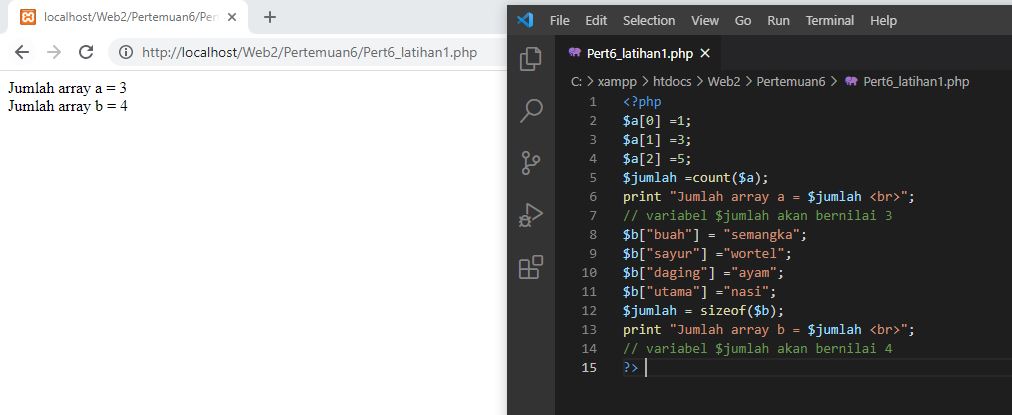 localhost/Web2/Pertemuan6/Per
http://localhost/Web2/Pertemuan6/Pert6_latihan1.php
Jumlah array a = 3
Jumlah array b = 4
File Edit Selection View Go Run Terminal Help
Pert6_latihan1.php
C: > xampp > htdocs > Web2 > Pertemuan6 > Pert6_latihan1.php
1 <?php
2 $a[0] =1;
3 $a[1] =3;
4 $a[2] =5;
5 $jumlah =count($a);
6 print "Jumlah array a = $jumlah <br>";
7 // variabel $jumlah akan bernilai 3
8 $b["buah"] = "semangka";
9 $b["sayur"] ="wortel";
10 $b["daging"] ="ayam";
11 $b["utama"] ="nasi";
12 $jumlah = sizeof($b);
13 print "Jumlah array b = $jumlah <br>";
14 // variabel $jumlah akan bernilai 4
15 ?>